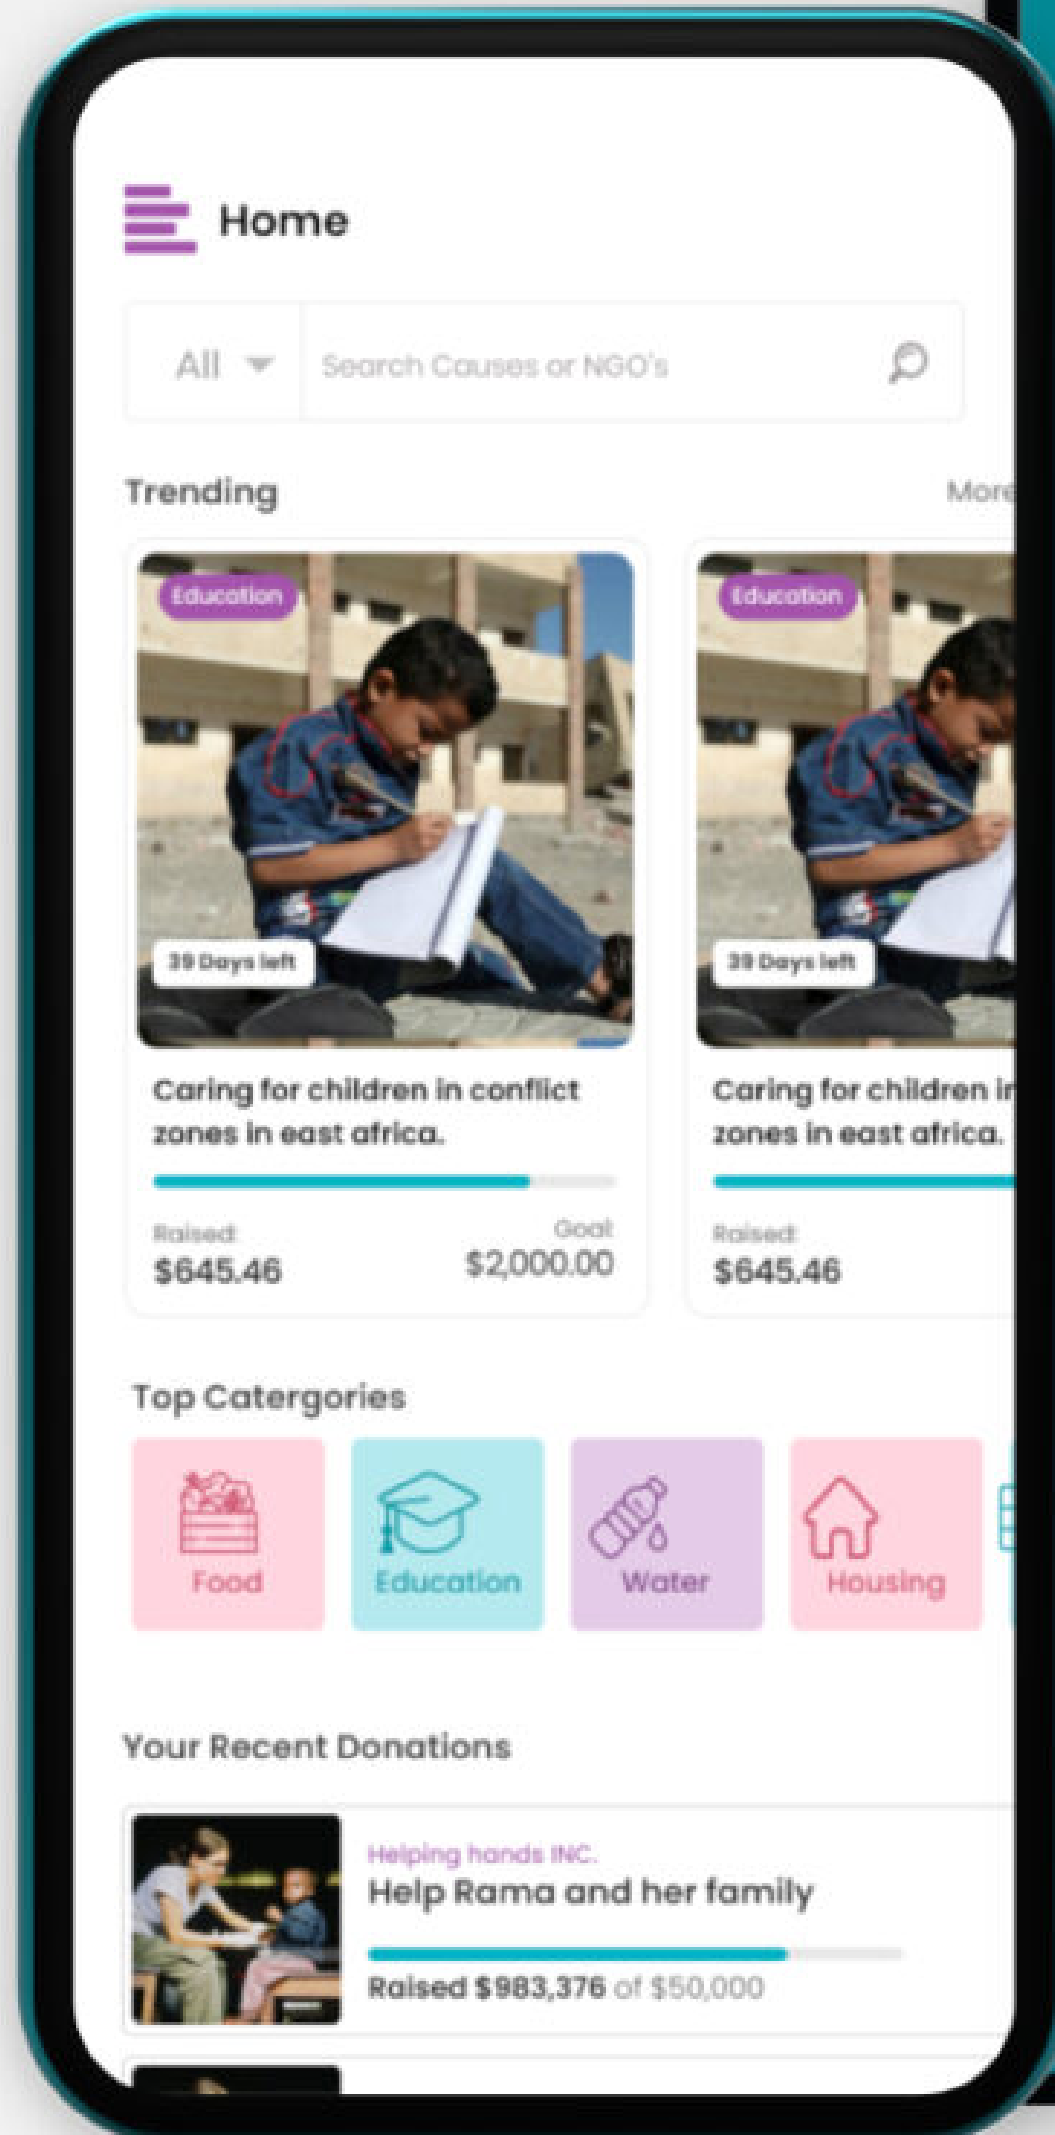 Home
All
Search Causes or NGO's
Trending
More
Education
Education
39 Days left
39 Days left
Caring for children in conflict
zones in east africa.
Caring for children in
zones in east africa.
Raised:
Goal:
$645.46
$2,000.00
Raised:
$645.46
Top Catergories
Food
Education
Water
Housing
Your Recent Donations
Helping hands INC.
Help Rama and her family
Raised $983,376 of $50,000